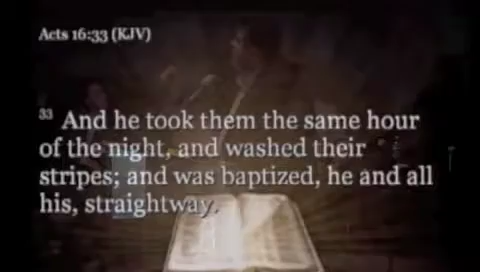 Acts 16:33 (KJV)
33 And he took them the same hour
of the night, and washed their
stripes; and was baptized, he and all
his, straightway.